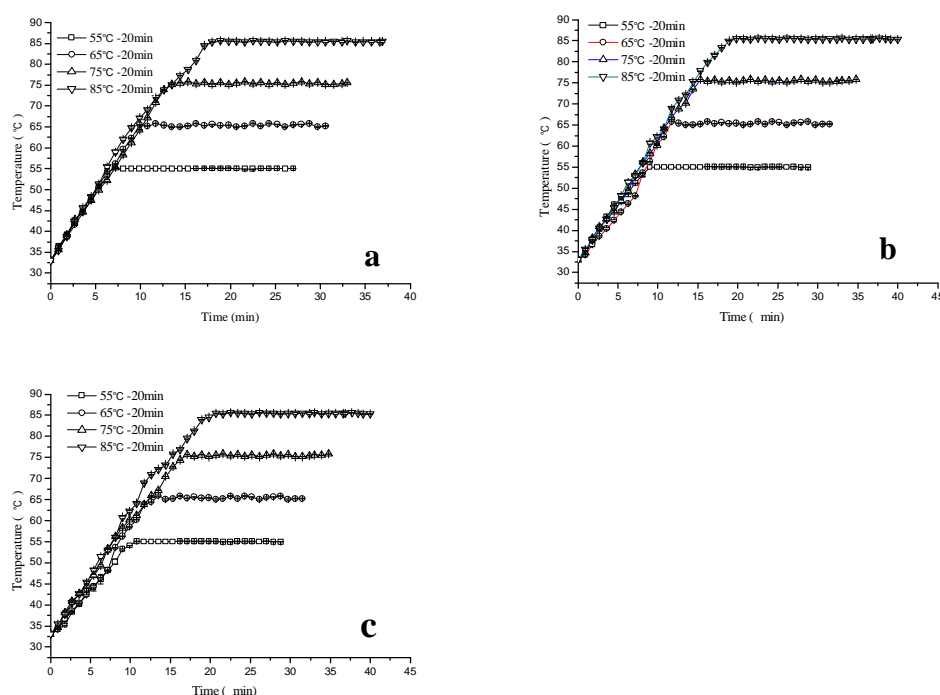 90
85
80
75
70
65
60
55
50
45
40
35
30
Temperature ( ℃)
55℃ -20min
65℃ -20min
75℃ -20min
85℃ -20min
a
0 5 10 15 20 25 30 35 40
Time (min)
90
85
80
75
70
65
60
55
50
45
40
35
30
Temperature ( ℃)
55℃ -20min
65℃ -20min
75℃ -20min
85℃ -20min
b
0 5 10 15 20 25 30 35 40 45
Time ( min)
90
85
80
75
70
65
60
55
50
45
40
35
30
Temperature ( ℃)
55℃ -20min
65℃ -20min
75℃ -20min
85℃ -20min
c
0 5 10 15 20 25 30 35 40 45
Time ( min)